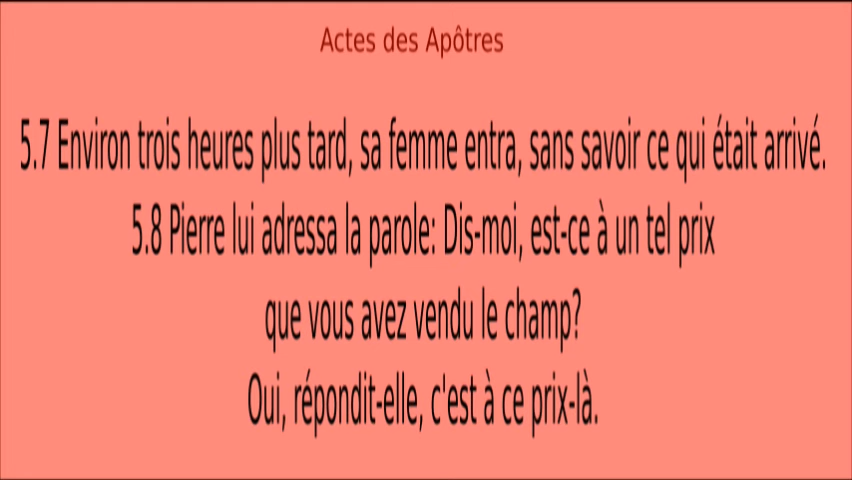 Actes des Apôtres
5.7 Environ trois heures plus tard, sa femme entra, sans savoir ce qui était arrivé.
5.8 Pierre lui adressa la parole: Dis-moi, est-ce à un tel prix
que vous avez vendu le champ?
Oui, répondit-elle, c'est à ce prix-là.